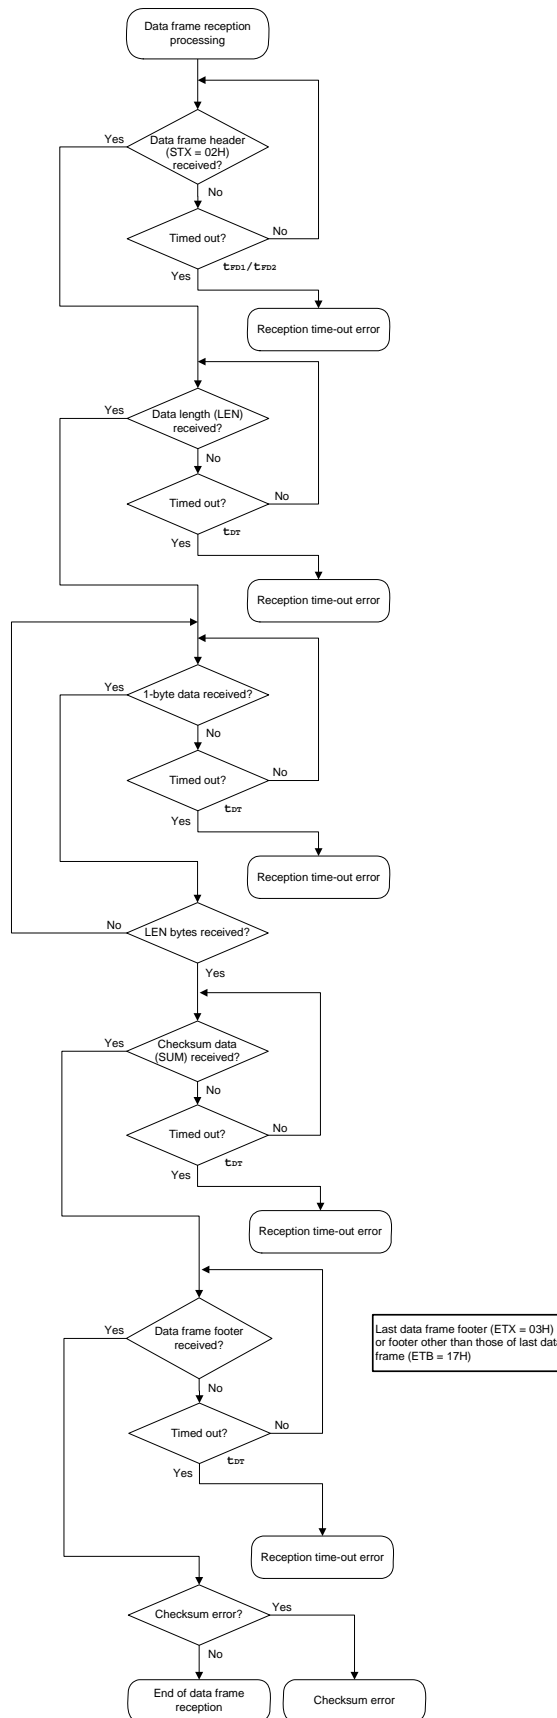 Data frame reception
processing
Yes
Data frame header
(STX = 02H)
received?
No
Timed out?
No
Yes
tFD1/tFD2
Reception time-out error
Yes
Data length (LEN)
received?
No
Timed out?
No
Yes
tDT
Reception time-out error
Yes
1-byte data received?
No
Timed out?
No
Yes
tDT
Reception time-out error
No
LEN bytes received?
Yes
Yes
Checksum data
(SUM) received?
No
Timed out?
No
Yes
tDT
Reception time-out error
Yes
Data frame footer
received?
Last data frame footer (ETX = 03H)
or footer other than those of last data
frame (ETB = 17H)
No
Timed out?
No
Yes
tDT
Reception time-out error
Checksum error?
Yes
No
End of data frame
reception
Checksum error